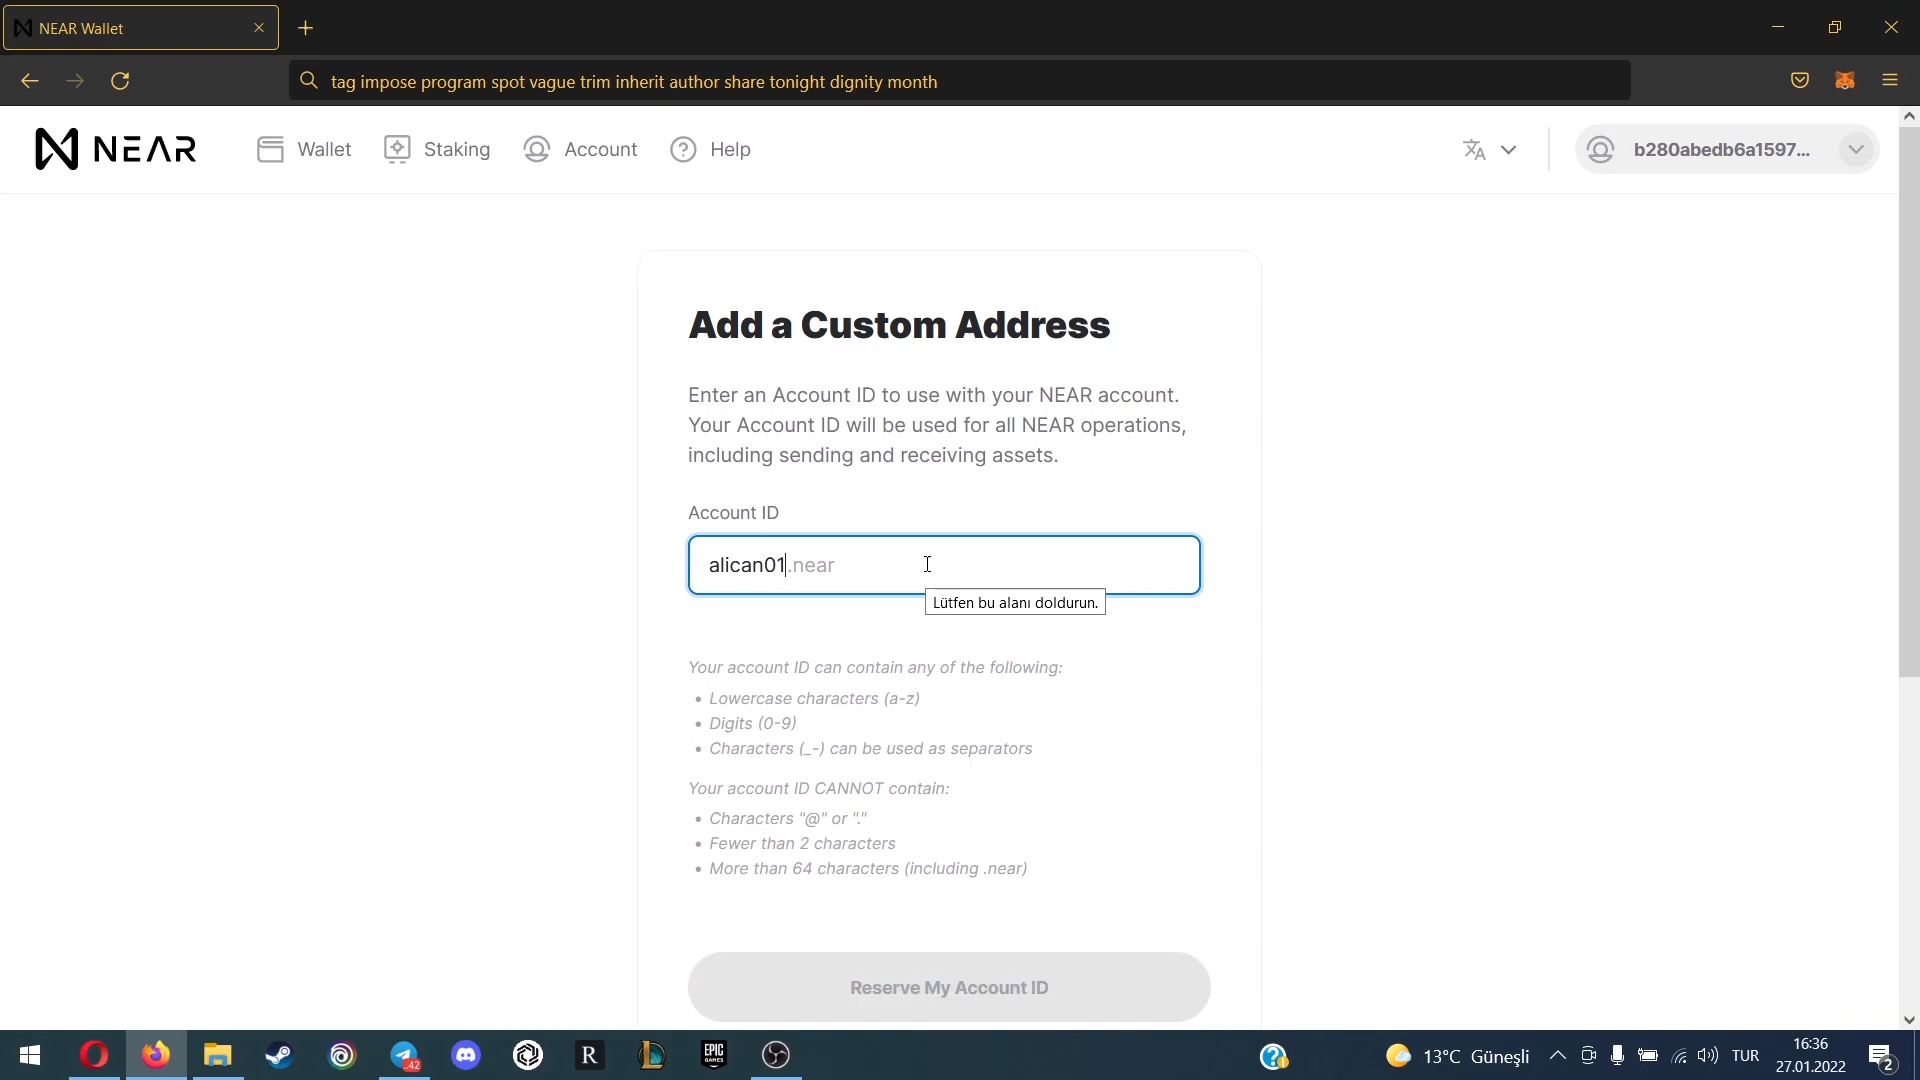 NEAR Wallet
tag impose program spot vague trim inherit author share tonight dignity month
NEAR
Wallet
Staking
Account
Help
b280abedb6a1597...
Add a Custom Address
Enter an Account ID to use with your NEAR account.
Your Account ID will be used for all NEAR operations,
including sending and receiving assets.
Account ID
alican01.near
Lütfen bu alanı doldurun.
Your account ID can contain any of the following:
• Lowercase characters (a-z)
• Digits (0-9)
• Characters (_-) can be used as separators
Your account ID CANNOT contain:
• Characters "@" or "."
• Fewer than 2 characters
• More than 64 characters (including .near)
Reserve My Account ID
..42
R
EPIC
GAMES
13°C Güneşli
TUR
16:36
27.01.2022
2